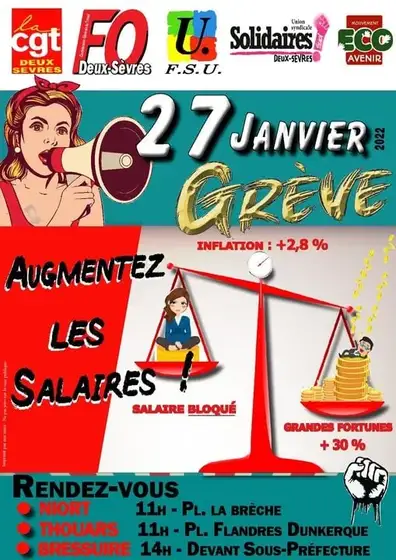 la
cgt
DEUX
SEVRES
FO
Deux-Sèvres
U.
F.S.U.
Union
syndicale
Solidaires
DEUX-SÈVRES
MOUVEMENT
ECO
AVENIR
27 JANVIER
2022
GRÈVE
INFLATION : +2,8 %
AUGMENTEZ
LES
SALAIRES !
SALAIRE BLOQUÉ
GRANDES FORTUNES
+ 30 %
RENDEZ-VOUS
NIORT 11H - PL. LA BRÈCHE
THOUARS 11H - PL. FLANDRES DUNKERQUE
BRESSUIRE 14H - DEVANT SOUS-PRÉFECTURE